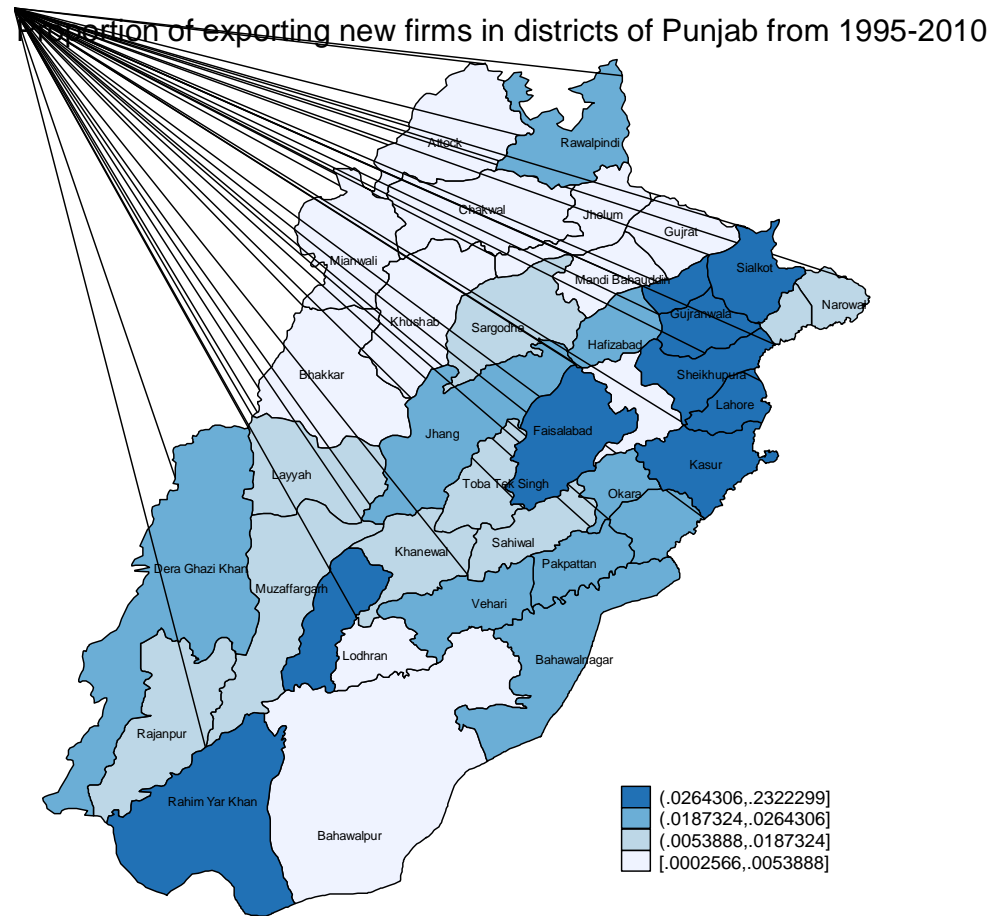 Proportion of exporting new firms in districts of Punjab from 1995-2010
Attock
Rawalpindi
Chakwal
Jhelum
Gujrat
Mianwali
Mandi Bahauddin
Sialkot
Narowal
Khushab
Sargodha
Gujranwala
Hafizabad
Bhakkar
Sheikhupura
Lahore
Jhang
Faisalabad
Layyah
Toba Tek Singh
Kasur
Okara
Dera Ghazi Khan
Muzaffargarh
Khanewal
Sahiwal
Pakpattan
Vehari
Lodhran
Bahawalnagar
Rajanpur
Rahim Yar Khan
Bahawalpur
(.0264306,.2322299]
(.0187324,.0264306]
(.0053888,.0187324]
[.0002566,.0053888]